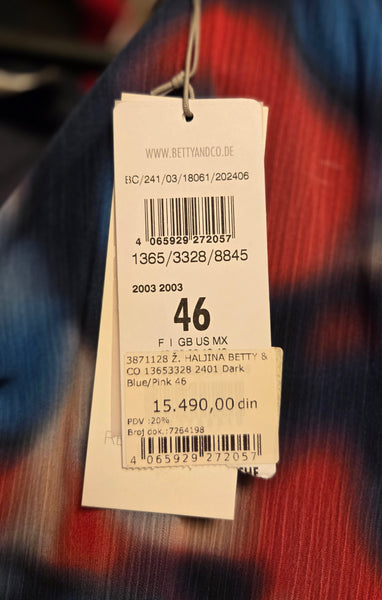 WWW.BETTYANDCO.DE
BC/241/03/18061/202406
4 065929 272057
1365/3328/8845
2003 2003
46
F I GB US MX
3871128 Ž. HALJINA BETTY &
CO 13653328 2401 Dark
Blue/Pink 46
15.490,00 din
PDV :20%
Broj dok.:7264198
4 065929 272057